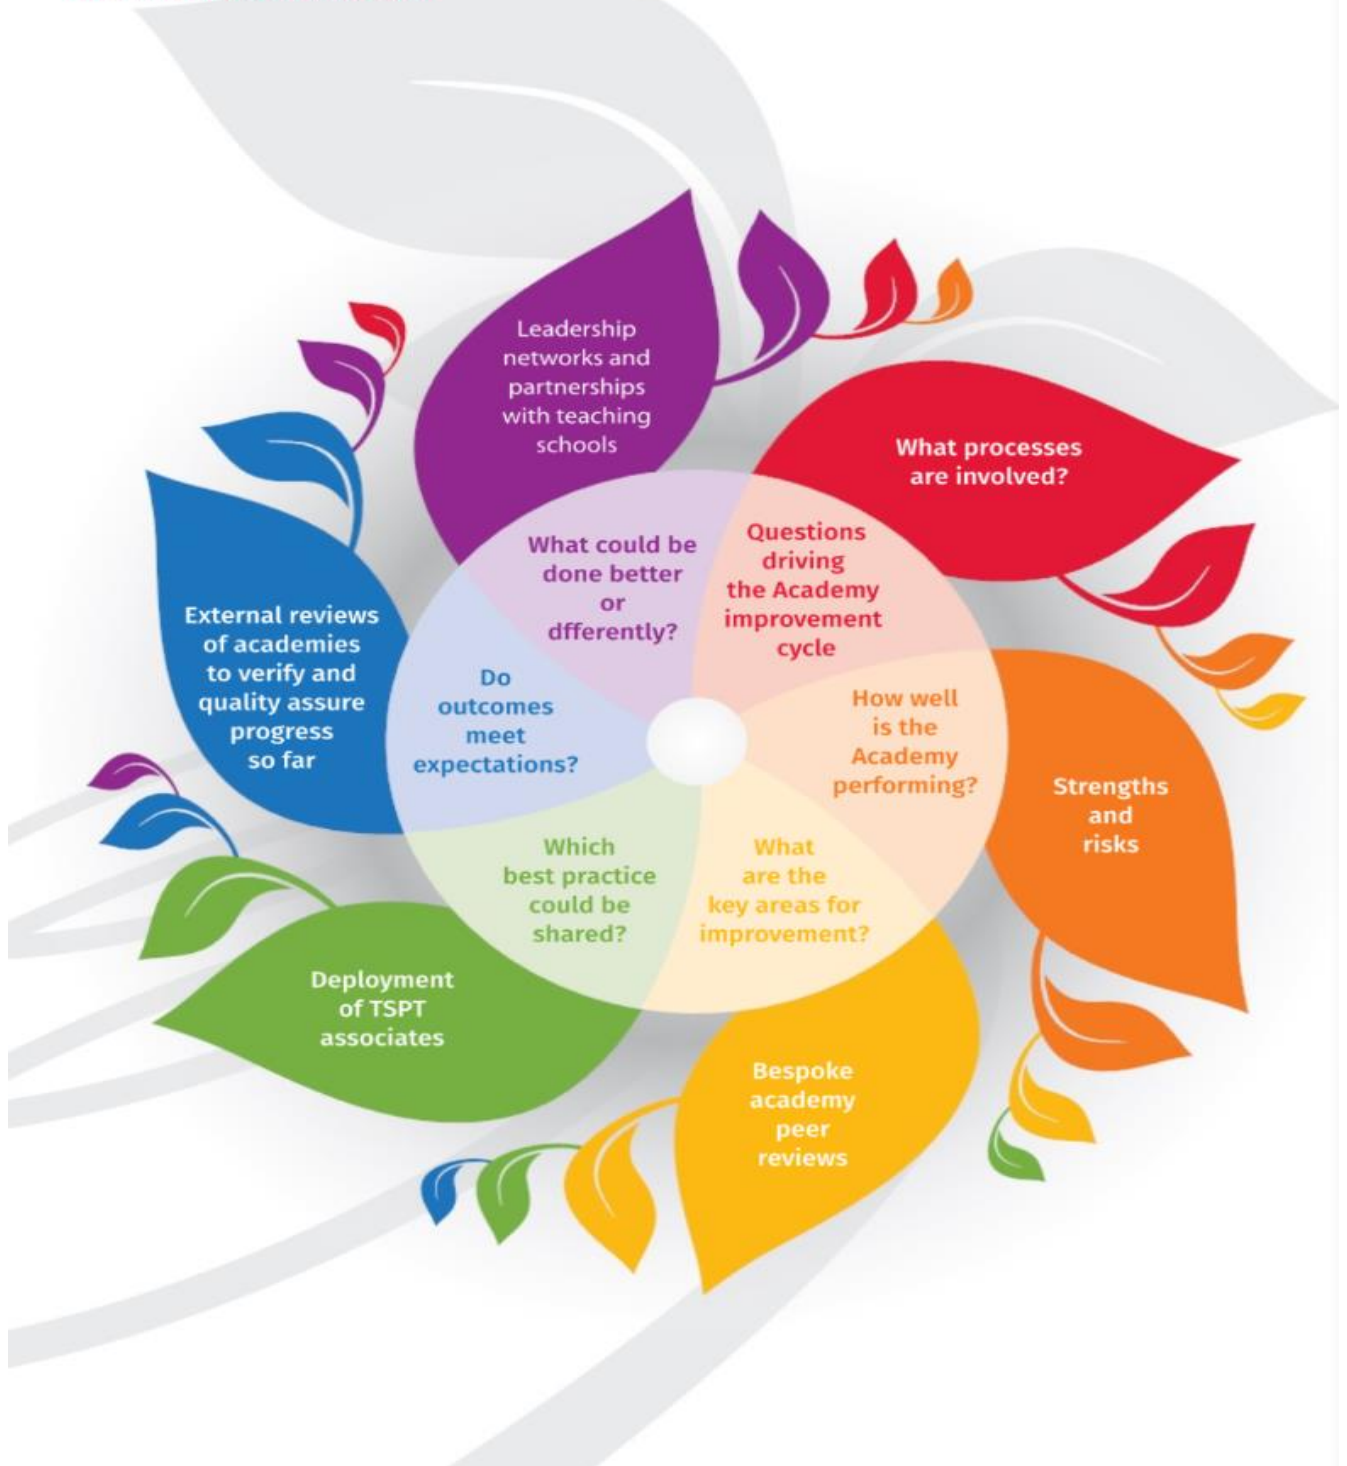 Leadership
networks and
partnerships
with teaching
schools
What processes
are involved?
What could be
done better
or
dfferently?
Questions
driving
the Academy
improvement
cycle
External reviews
of academies
to verify and
quality assure
progress
so far
Do
outcomes
meet
expectations?
How well
is the
Academy
performing?
Strengths
and
risks
Which
best practice
could be
shared?
What
are the
key areas for
improvement?
Deployment
of TSPT
associates
Bespoke
academy
peer
reviews